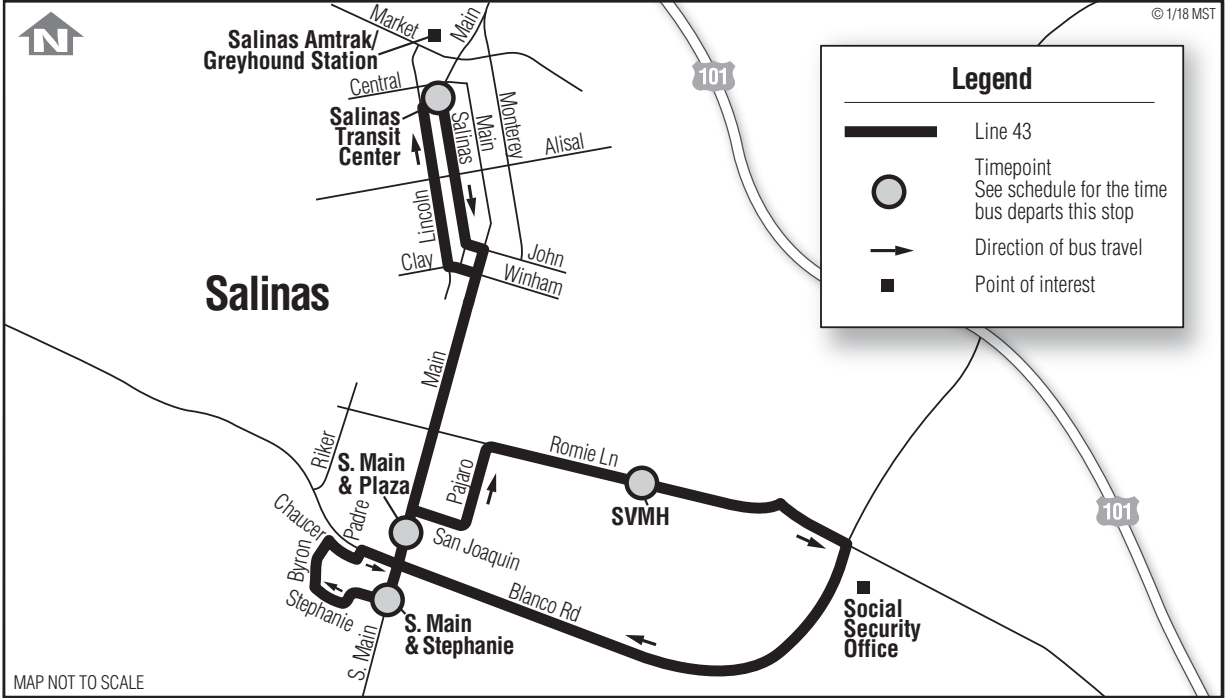 © 1/18 MST
N
Market
Main
Salinas Amtrak/
Greyhound Station
101
Central
Salinas
Transit
Center
Salinas
Main
Monterey
Alisal
Lincoln
Clay
John
Winham
Salinas
Main
Legend
Line 43
Timepoint
See schedule for the time
bus departs this stop
Direction of bus travel
Point of interest
Riker
S. Main
& Plaza
Pajaro
Romie Ln
SVMH
101
Chaucer
Padre
San Joaquin
Byron
Stephanie
Blanco Rd
S. Main
& Stephanie
S. Main
Social
Security
Office
MAP NOT TO SCALE